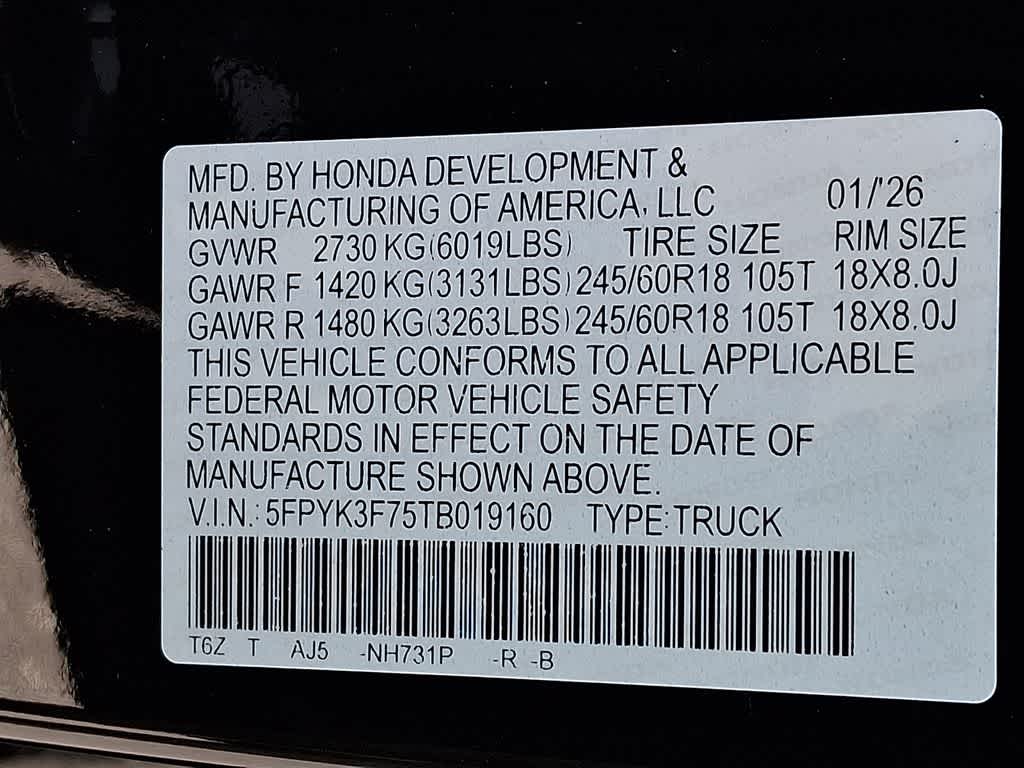 MFD. BY HONDA DEVELOPMENT &
MANUFACTURING OF AMERICA, LLC 01/'26
GVWR 2730 KG(6019LBS) TIRE SIZE RIM SIZE
GAWR F 1420 KG(3131LBS) 245/60R18 105T 18X8.0J
GAWR R 1480 KG(3263LBS) 245/60R18 105T 18X8.0J
THIS VEHICLE CONFORMS TO ALL APPLICABLE
FEDERAL MOTOR VEHICLE SAFETY
STANDARDS IN EFFECT ON THE DATE OF
MANUFACTURE SHOWN ABOVE.
V.I.N.: 5FPYK3F75TB019160 TYPE:TRUCK
T6Z T AJ5 -NH731P -R -B